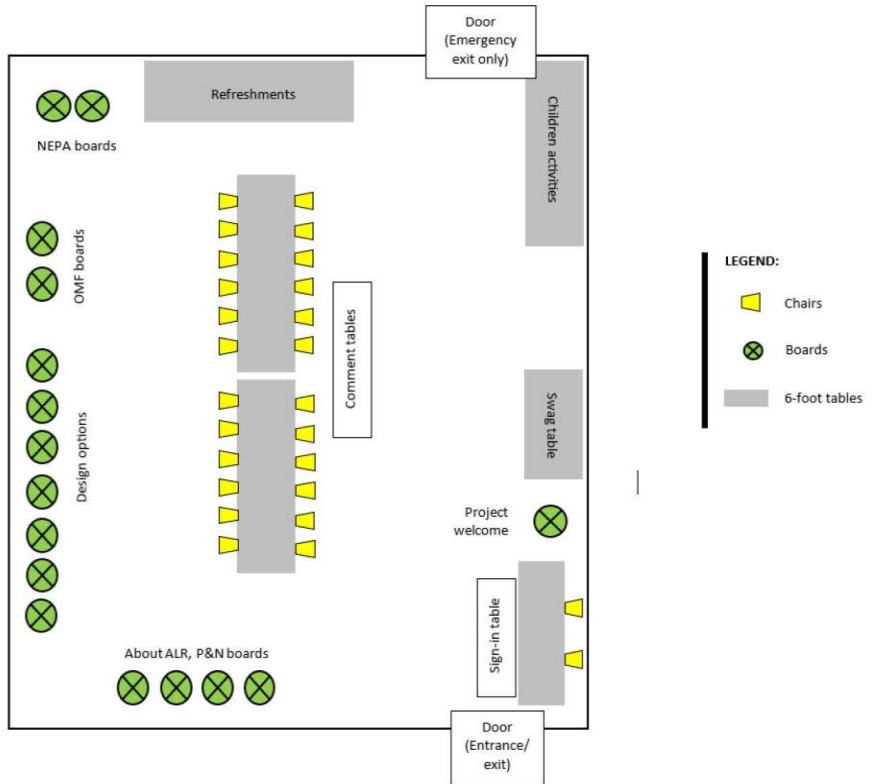 Door
(Emergency
exit only)
Refreshments
Children activities
NEPA boards
OMF boards
Comment tables
Design options
Swag table
Project
welcome
Sign-in table
About ALR, P&N boards
Door
(Entrance/
exit)
LEGEND:
Chairs
Boards
6-foot tables